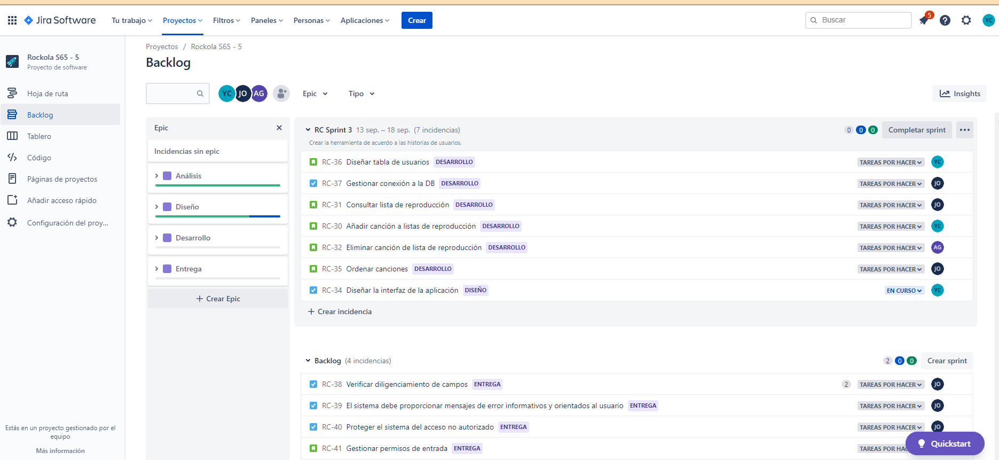 Jira Software
Tu trabajo
Proyectos
Filtros
Paneles
Personas
Aplicaciones
Crear
Buscar
5
YC
Rockola S65 - 5
Proyecto de software
Hoja de ruta
Backlog
Tablero
Código
Páginas de proyectos
Añadir acceso rápido
Configuración del proy...
Estás en un proyecto gestionado por el
equipo
Más información
Proyectos / Rockola S65 - 5
Backlog
YC JO AG
Epic
Tipo
Insights
Epic
Incidencias sin epic
Análisis
Diseño
Desarrollo
Entrega
+ Crear Epic
RC Sprint 3 13 sep. – 18 sep. (7 incidencias) 0 0 0 Completar sprint
Crear la herramienta de acuerdo a las historias de usuarios.
RC-36 Diseñar tabla de usuarios DESARROLLO TAREAS POR HACER YC
RC-37 Gestionar conexión a la DB DESARROLLO TAREAS POR HACER JO
RC-31 Consultar lista de reproducción DESARROLLO TAREAS POR HACER JO
RC-30 Añadir canción a listas de reproducción DESARROLLO TAREAS POR HACER YC
RC-32 Eliminar canción de lista de reproducción DESARROLLO TAREAS POR HACER AG
RC-35 Ordenar canciones DESARROLLO TAREAS POR HACER JO
RC-34 Diseñar la interfaz de la aplicación DISEÑO EN CURSO YC
+ Crear incidencia
Backlog (4 incidencias) 2 0 0 Crear sprint
RC-38 Verificar diligenciamiento de campos ENTREGA 2 TAREAS POR HACER JO
RC-39 El sistema debe proporcionar mensajes de error informativos y orientados al usuario ENTREGA TAREAS POR HACER JO
RC-40 Proteger el sistema del acceso no autorizado ENTREGA TAREAS POR HACER JO
RC-41 Gestionar permisos de entrada ENTREGA TAREAS POR
Quickstart